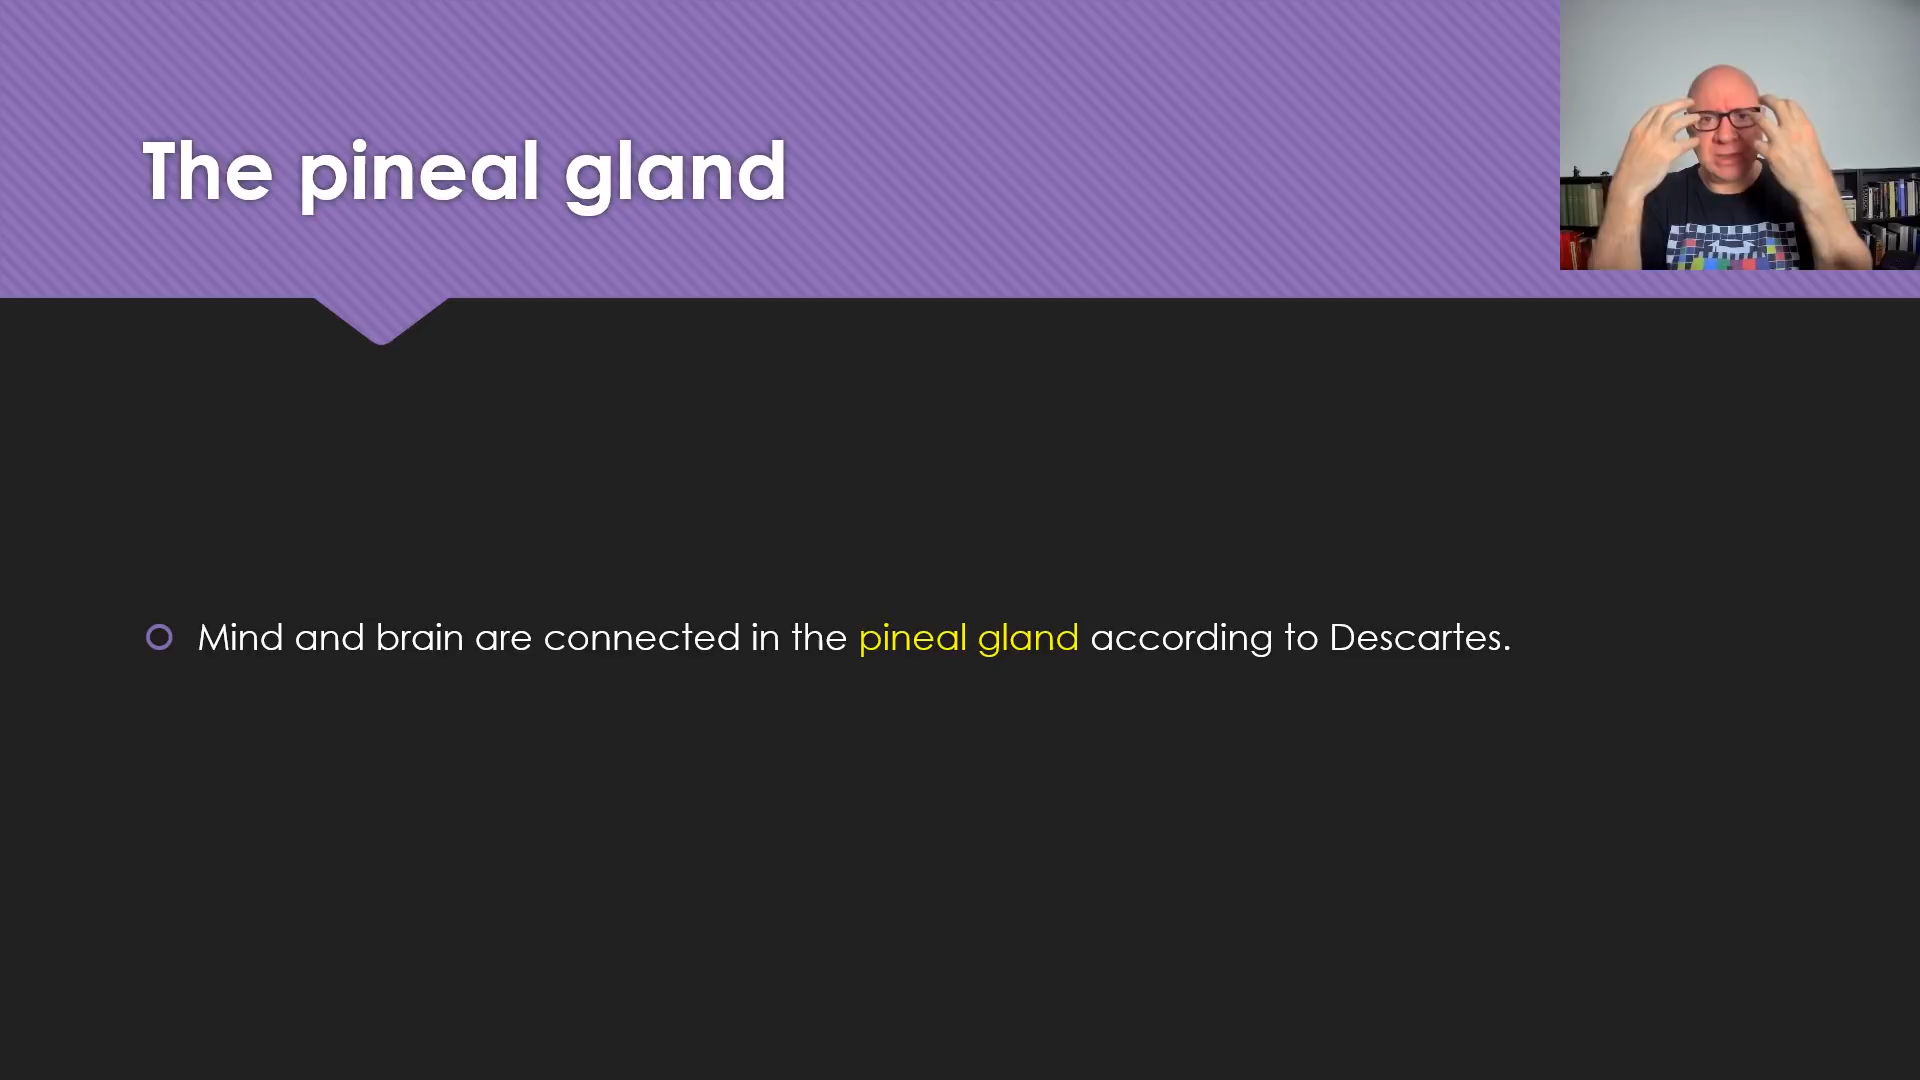 The pineal gland
Mind and brain are connected in the pineal gland according to Descartes.